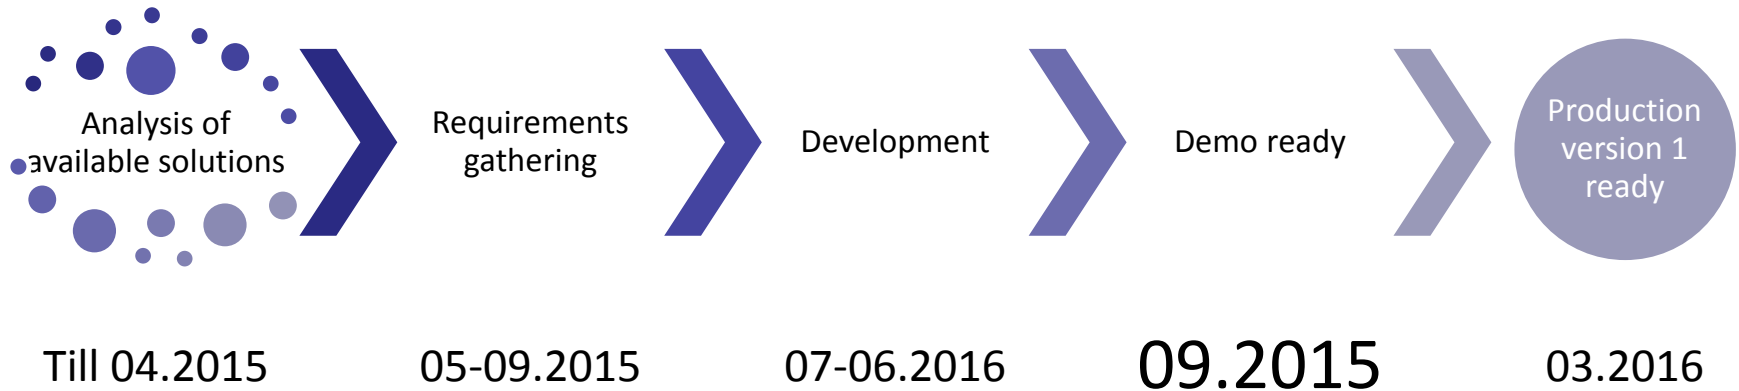 Analysis of
available solutions
Requirements
gathering
Development
Demo ready
Production
version 1
ready
Till 04.2015
05-09.2015
07-06.2016
09.2015
03.2016